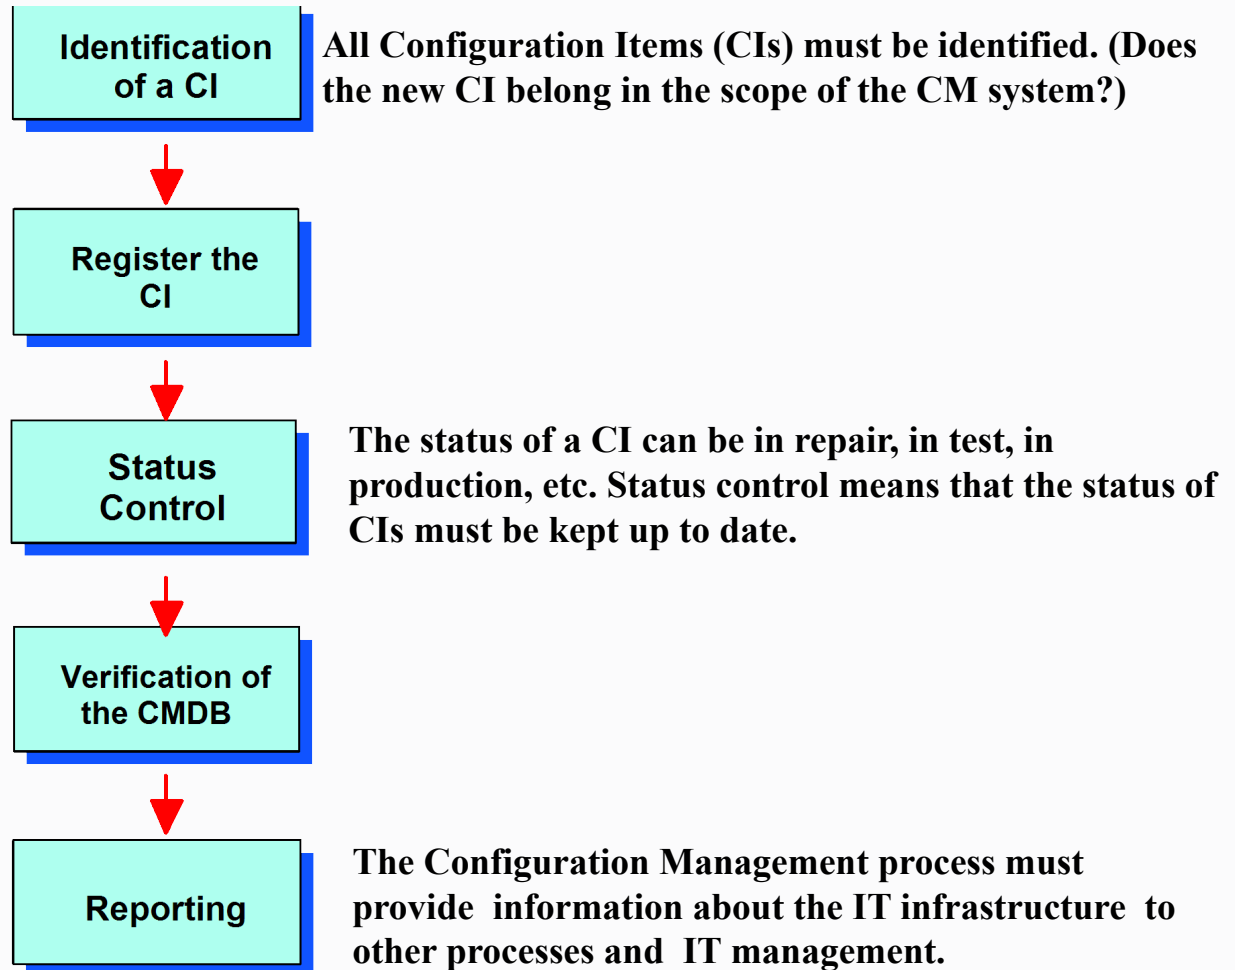 Identification
of a CI
All Configuration Items (CIs) must be identified. (Does
the new CI belong in the scope of the CM system?)
Register the
CI
Status
Control
The status of a CI can be in repair, in test, in
production, etc. Status control means that the status of
CIs must be kept up to date.
Verification of
the CMDB
Reporting
The Configuration Management process must
provide  information about the IT infrastructure  to
other processes and  IT management.